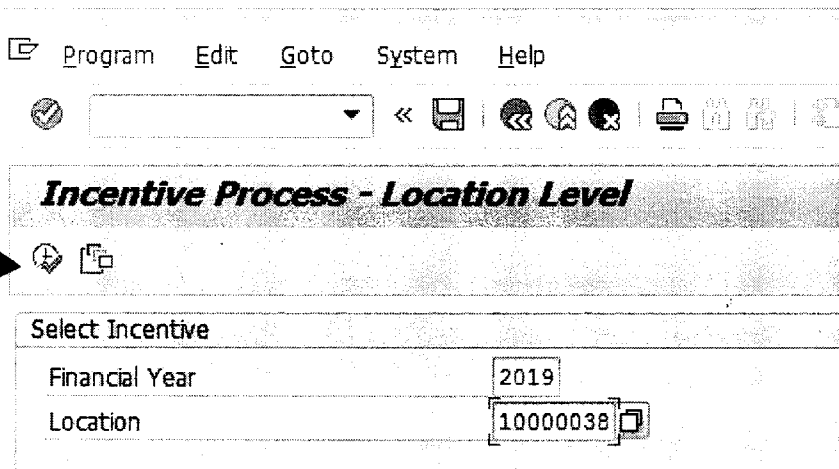 Program Edit Goto System Help
Incentive Process - Location Level
Select Incentive
Financial Year 2019
Location 10000038